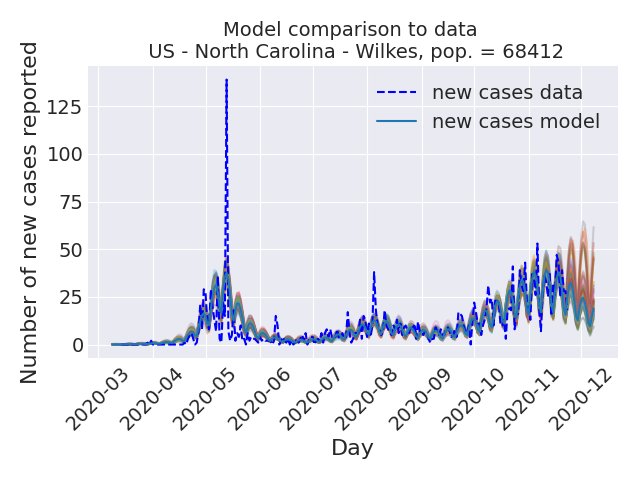 Model comparison to data
US - North Carolina - Wilkes, pop. = 68412
Number of new cases reported
125
100
75
50
25
0
new cases data
new cases model
2020-03
2020-04
2020-05
2020-06
2020-07
2020-08
2020-09
2020-10
2020-11
2020-12
Day